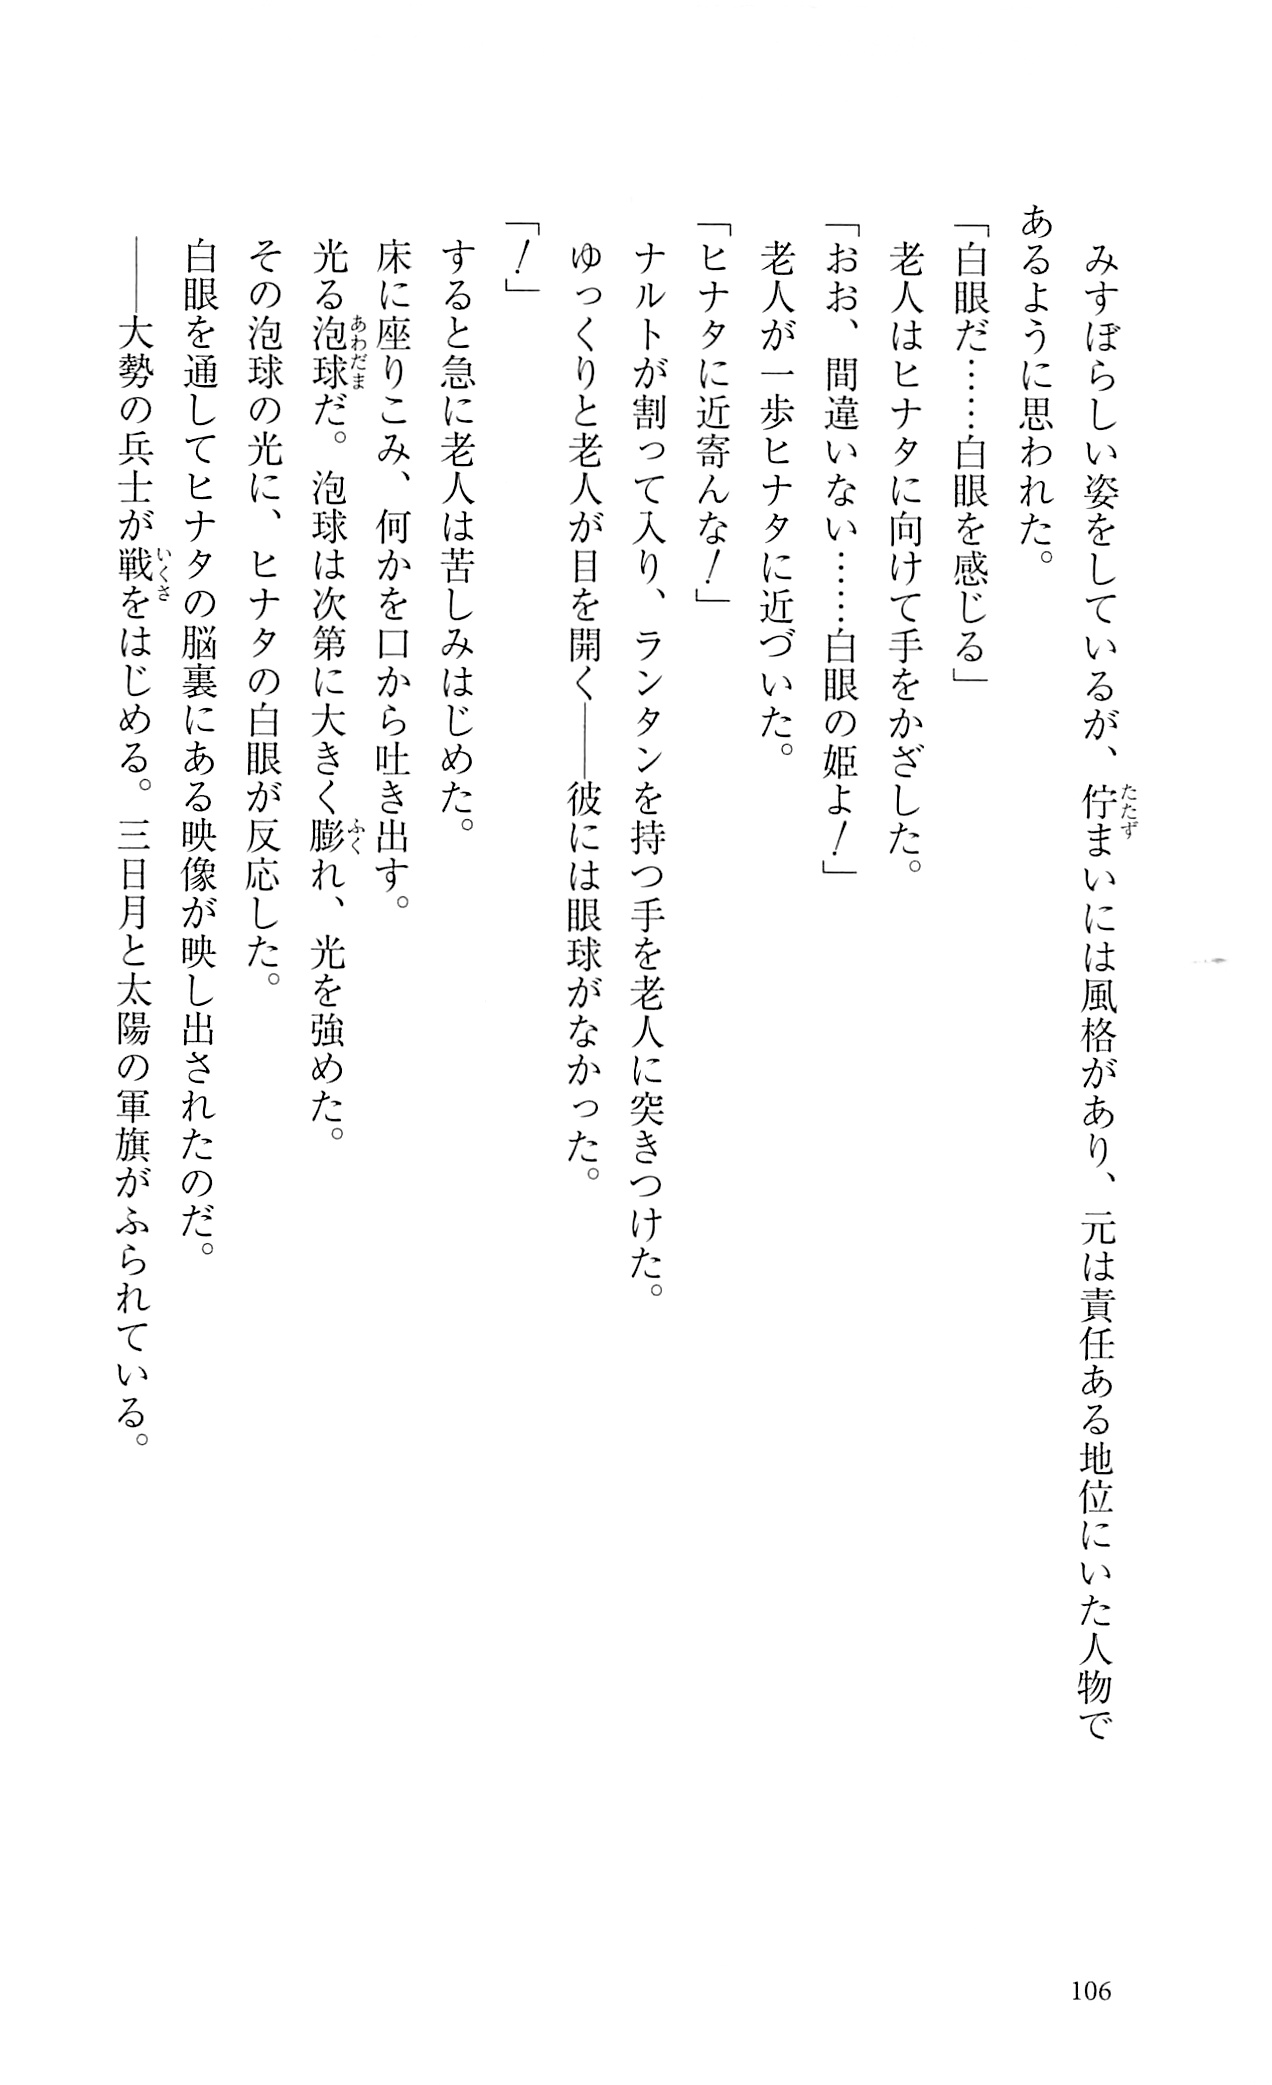 みすぼらしい姿をしているが、佇まいには風格があり、元は責任ある地位にいた人物で
あるように思われた。
「白眼だ……白眼を感じる」
老人はヒナタに向けて手をかざした。
「おお、間違いない……白眼の姫よ！」
老人が一歩ヒナタに近づいた。
「ヒナタに近寄んな！」
ナルトが割って入り、ランタンを持つ手を老人に突きつけた。
ゆっくりと老人が目を開く――彼には眼球がなかった。
「！」
すると急に老人は苦しみはじめた。
床に座りこみ、何かを口から吐き出す。
光る泡球だ。泡球は次第に大きく膨れ、光を強めた。
その泡球の光に、ヒナタの白眼が反応した。
白眼を通してヒナタの脳裏にある映像が映し出されたのだ。
――大勢の兵士が戦をはじめる。三日月と太陽の軍旗がふられている。
たたず
あわだま
ふく
いくさ
106